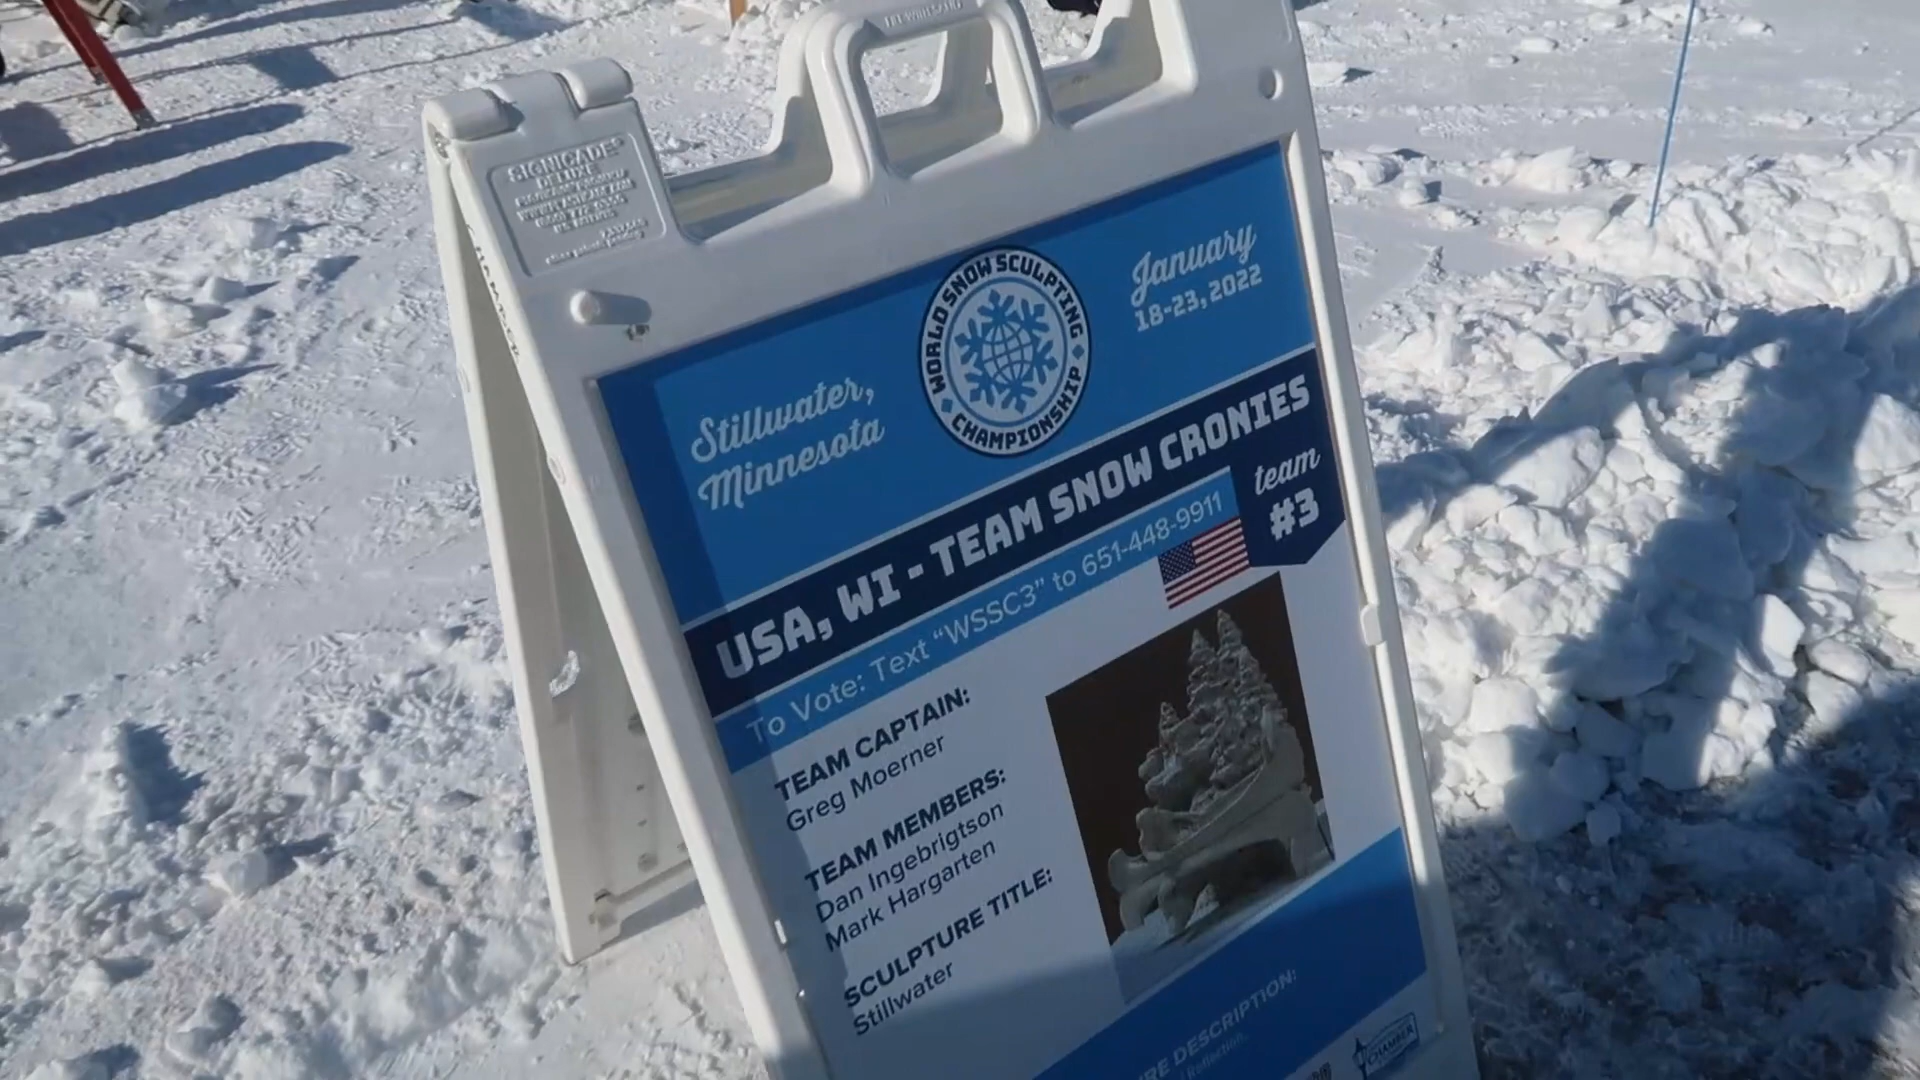 SIGNICADE
DELUXE
Stillwater,
Minnesota
WORLD SNOW SCULPTING
CHAMPIONSHIP
January
18-23, 2022
USA, WI - TEAM SNOW CRONIES
team
#3
To Vote: Text “WSSC3” to 651-448-9911
TEAM CAPTAIN:
Greg Moerner
TEAM MEMBERS:
Dan Ingebrigtson
Mark Hargarten
SCULPTURE TITLE:
Stillwater
DESCRIPTION:
Reflection.
CHAMBER